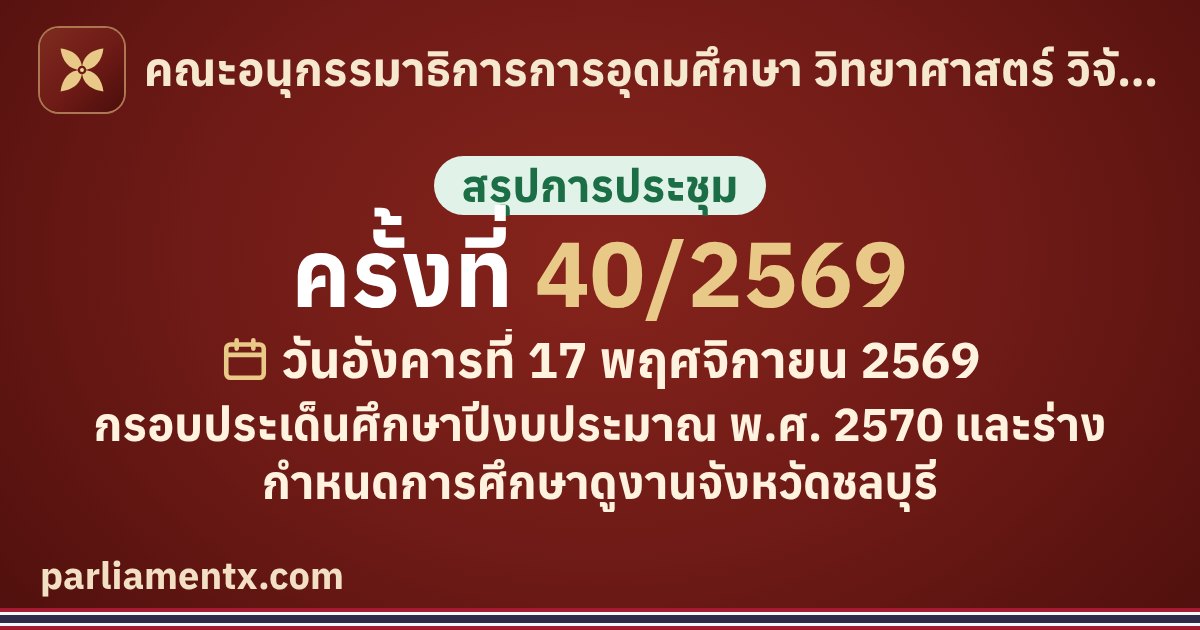 คณะอนุกรรมาธิการการอุดมศึกษา วิทยาศาสตร์ วิจั...
สรุปการประชุม
ครั้งที่ 40/2569
วันอังคารที่ 17 พฤศจิกายน 2569
กรอบประเด็นศึกษาปีงบประมาณ พ.ศ. 2570 และร่าง
กำหนดการศึกษาดูงานจังหวัดชลบุรี
parliamentx.com